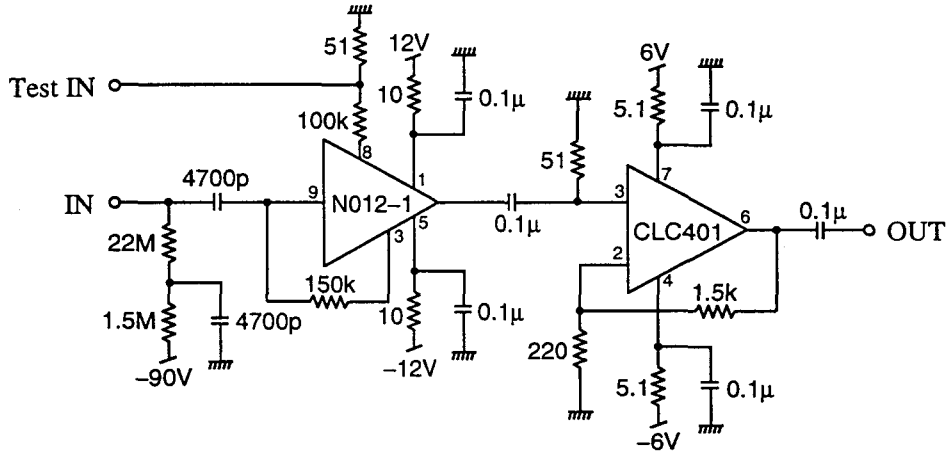 51
12V
6V
Test IN
10
0.1µ
5.1
0.1µ
100k
8
51
7
4700p
1
IN
9
N012–1
3
6
0.1µ
3
5
0.1µ
CLC401
OUT
22M
2
4
150k
1.5k
1.5M
4700p
10
0.1µ
220
–90V
–12V
5.1
0.1µ
–6V